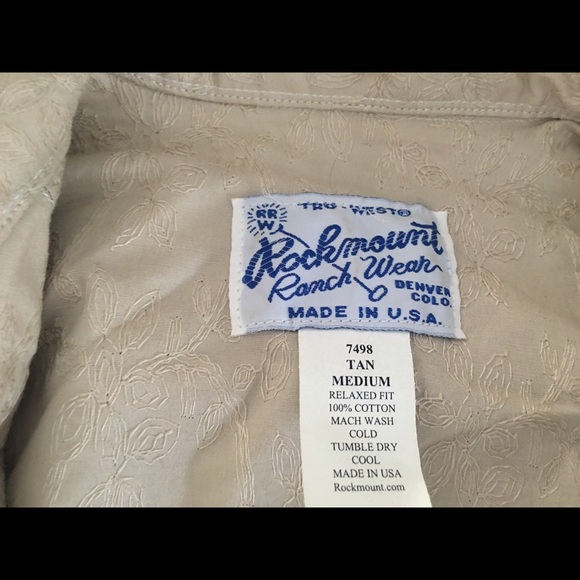 TRU-WEST®
RR
W
Rockmount
Ranch Wear
DENVER
COLO.
MADE IN U.S.A.
7498
TAN
MEDIUM
RELAXED FIT
100% COTTON
MACH WASH
COLD
TUMBLE DRY
COOL
MADE IN USA
Rockmount.com